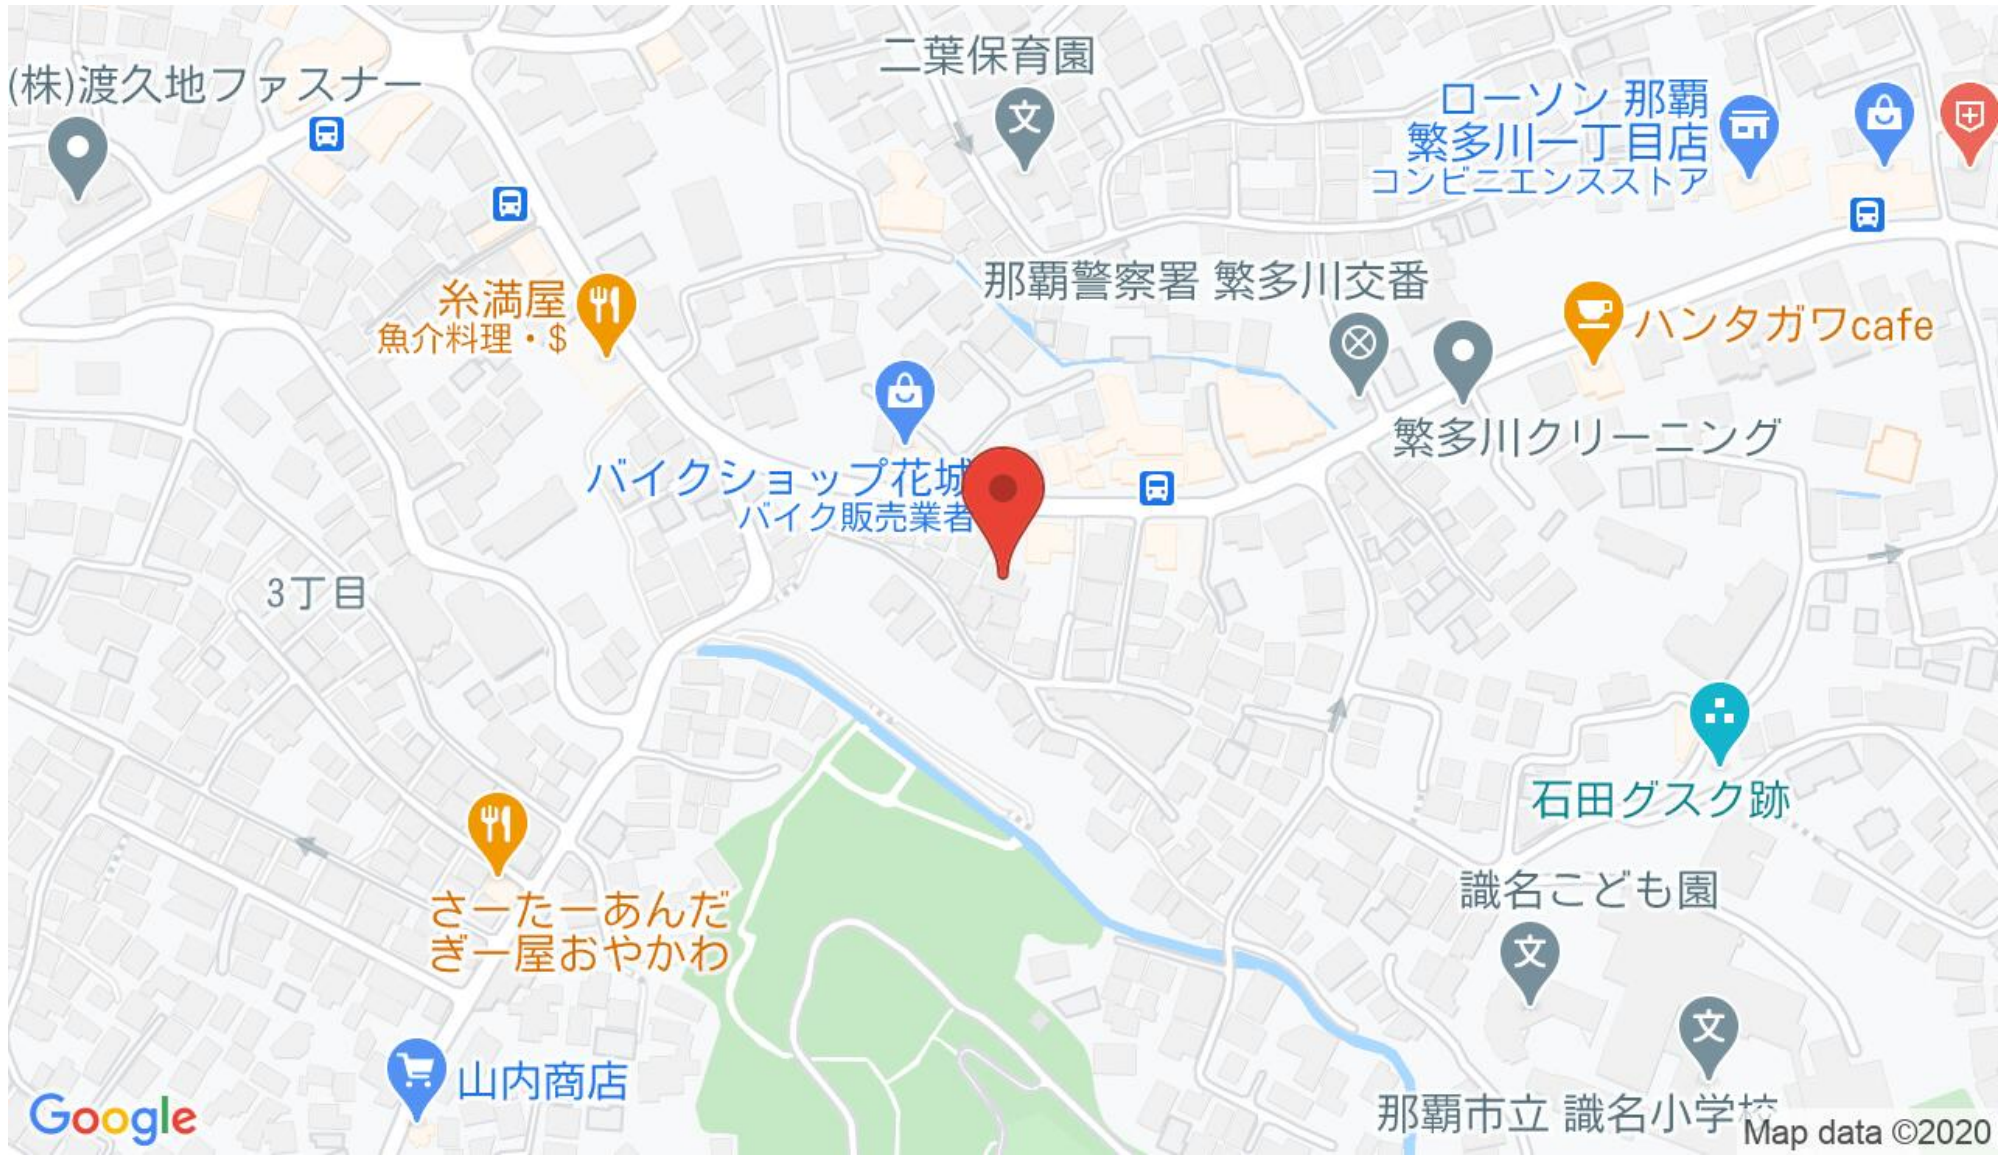 二葉保育園
(株)渡久地ファスナー
ローソン 那覇
繁多川一丁目店
コンビニエンスストア
那覇警察署 繁多川交番
糸満屋
魚介料理・$
ハンタガワcafe
繁多川クリーニング
バイクショップ花城
バイク販売業者
3丁目
石田グスク跡
識名こども園
さーたーあんだ
ぎー屋おやかわ
山内商店
那覇市立 識名小学校
Google
Map data ©2020